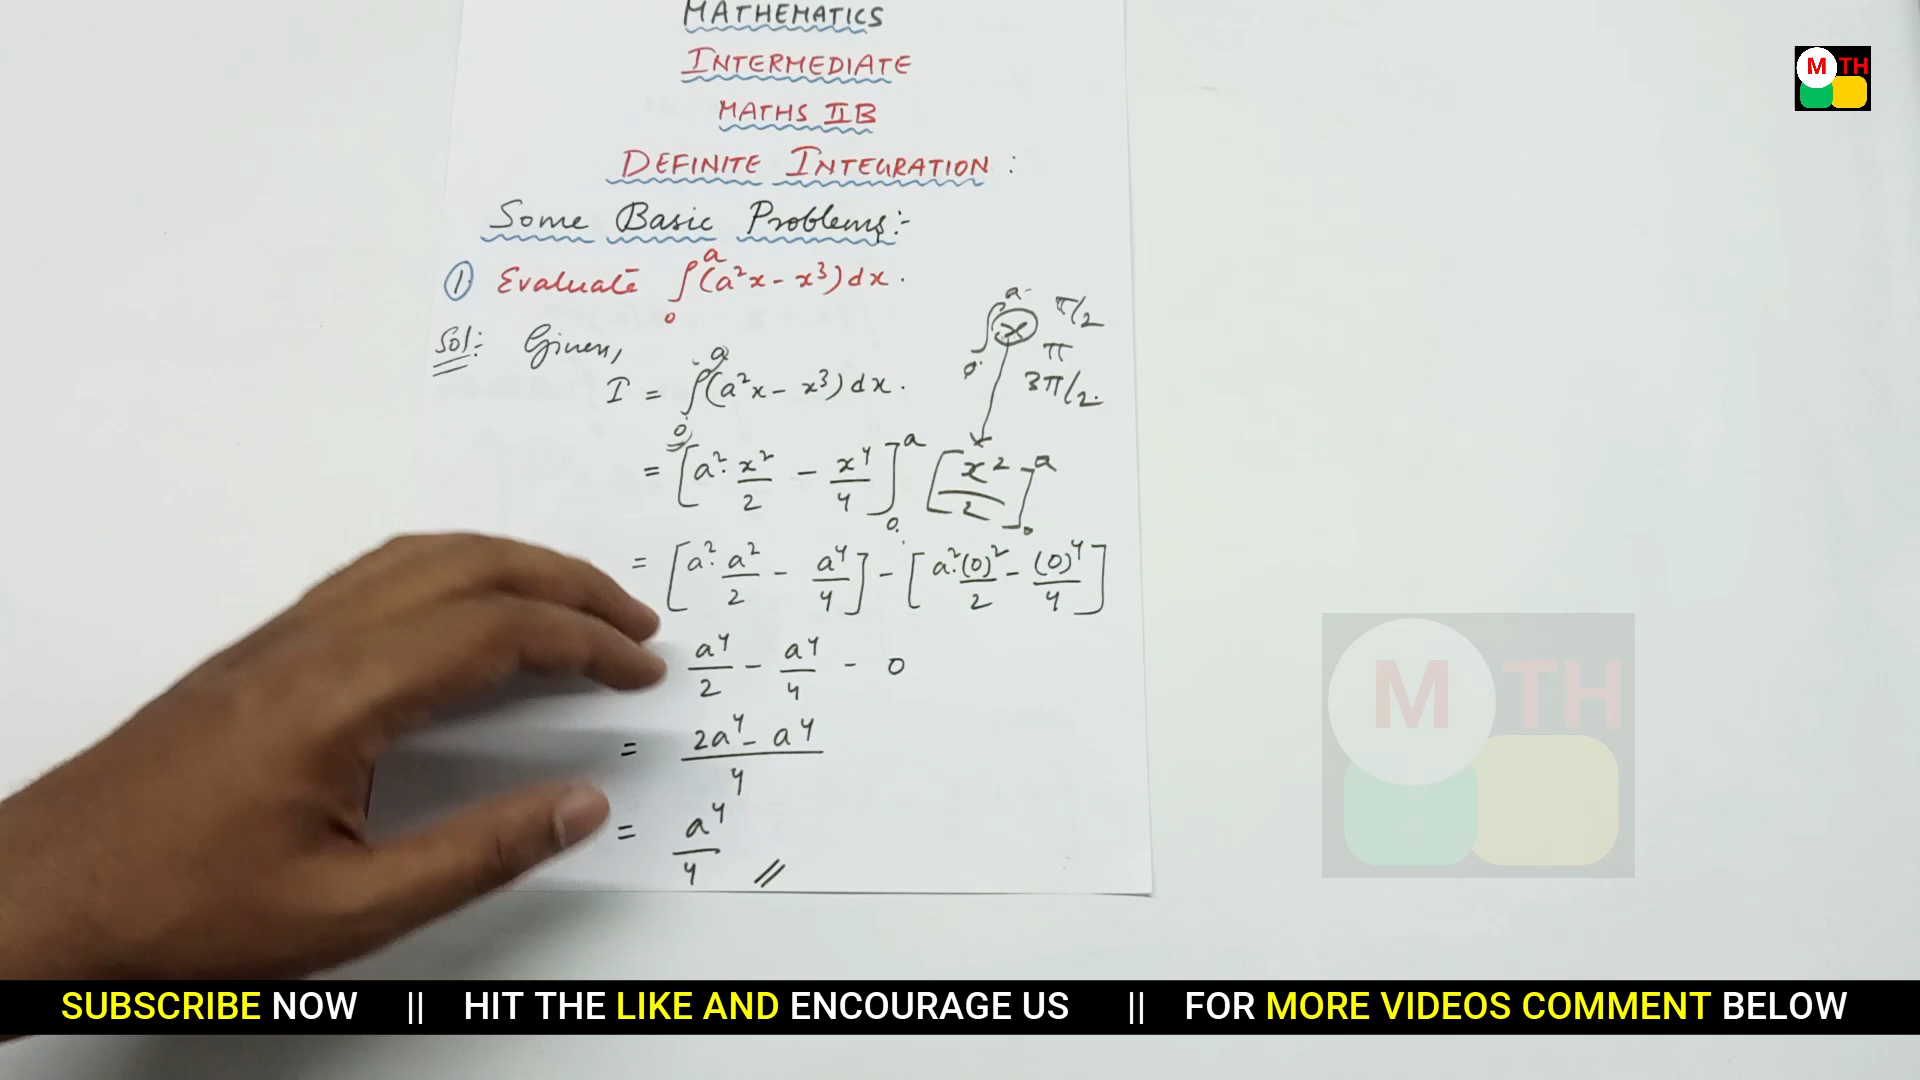 MATHEMATICS
INTERMEDIATE
MATHS IIB
DEFINITE INTEGRATION :
Some Basic Problems:-
① Evaluate ∫₀ᵃ (a²x - x³) dx.
Sol:- Given,
I = ∫₀ᵃ (a²x - x³) dx.
= [a². x²/2 - x⁴/4]₀ᵃ
= [a². a²/2 - a⁴/4] - [a².(0)²/2 - (0)⁴/4]
a⁴/2 - a⁴/4 - 0
= 2a⁴ - a⁴/4
= a⁴/4 //
∫₀ᵃ x
π/2
π
3π/2.
[x²/2]₀ᵃ
M TH
M TH
SUBSCRIBE NOW || HIT THE LIKE AND ENCOURAGE US || FOR MORE VIDEOS COMMENT BELOW